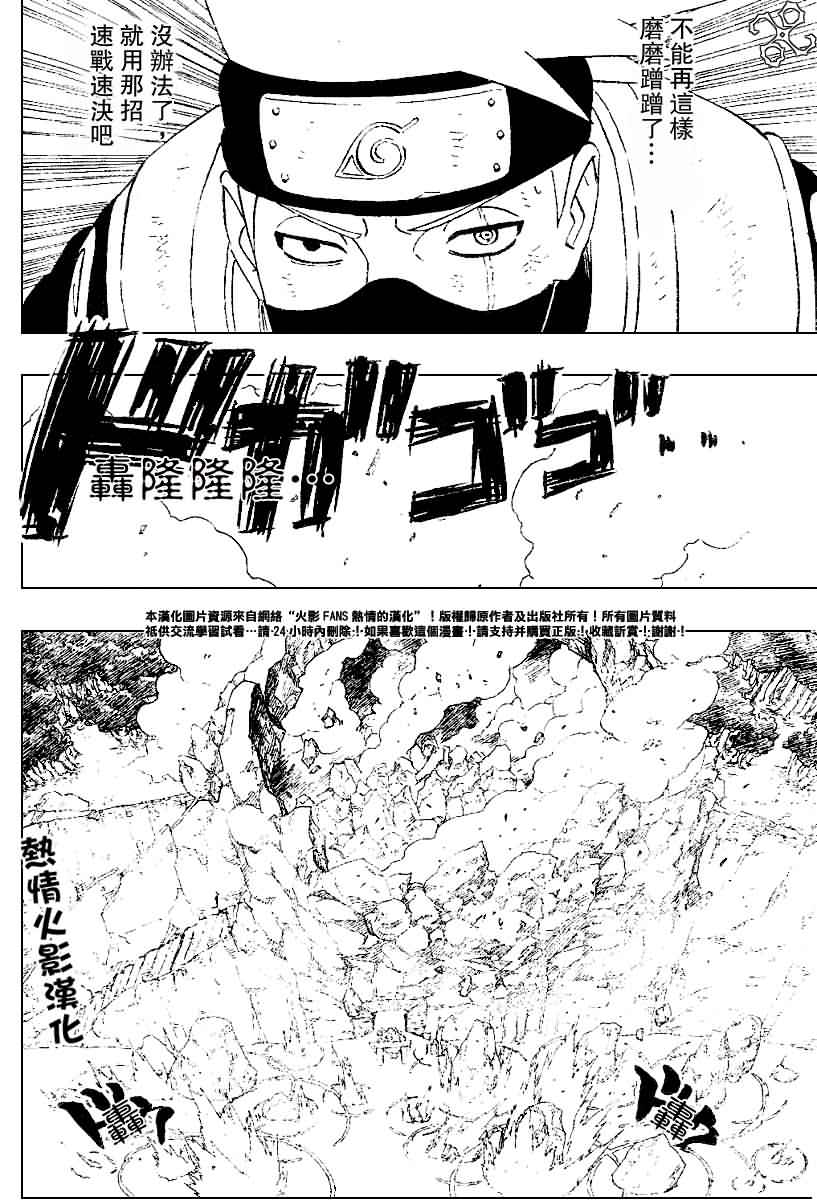 不能再這樣
磨磨蹭蹭了…
沒辦法了，
就用那招
速戰速決吧
ドガゴゴ
轟隆隆隆…
本漢化圖片資源來自網絡“火影FANS熱情的漢化”！版權歸原作者及出版社所有！所有圖片質料
祗供交流學習試看…請·24·小時內刪除·!·如果喜歡這個漫畫·!·請支持并購買正版·!·收藏訢賞·!·謝謝·!
熱情火影漢化
ドゥ
轟
ドッ
轟